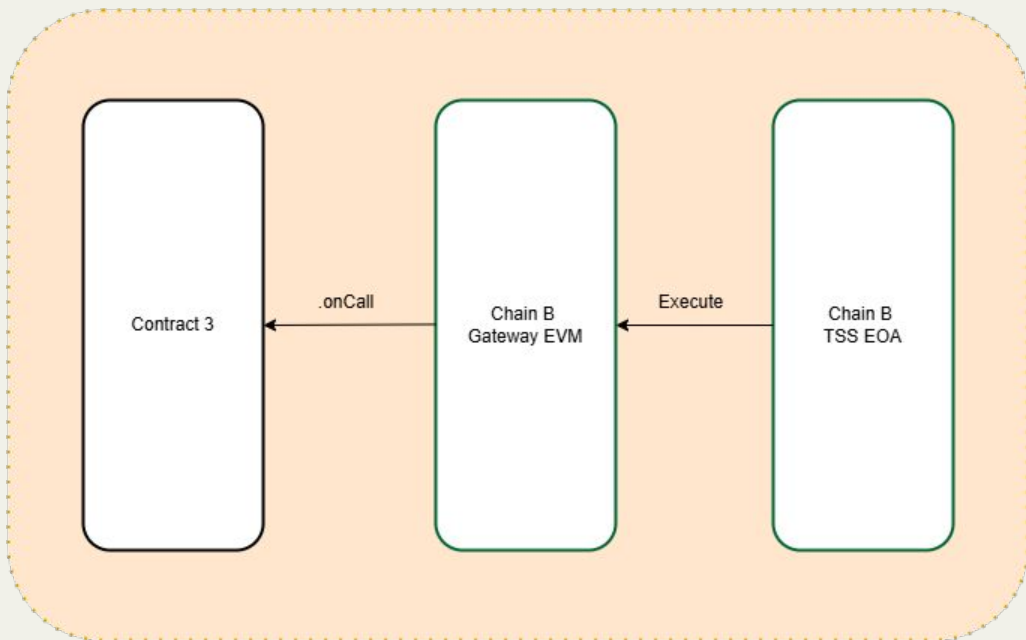 Contract 3
.onCall
Chain B
Gateway EVM
Execute
Chain B
TSS EOA